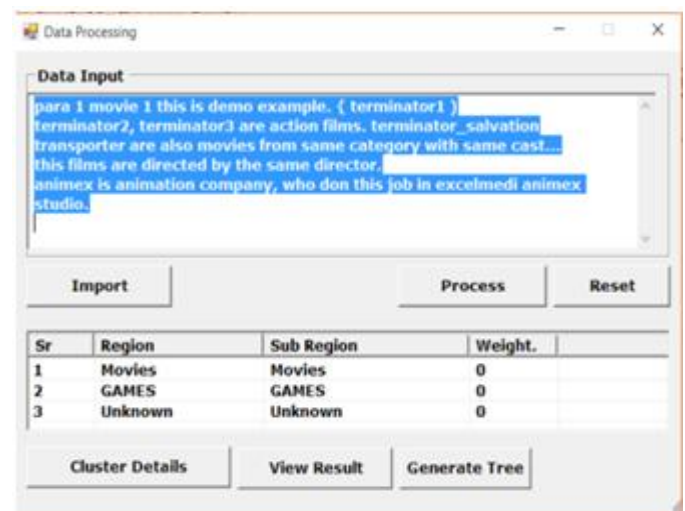 Data Processing
Data Input
para 1 movie 1 this is demo example. ( terminator1 )
terminator2, terminator3 are action films. terminator_salvation
transporter are also movies from same category with same cast...
this films are directed by the same director.
animex is animation company, who don this job in excelmedi animex
studio.
Import Process Reset
Sr Region Sub Region Weight.
1 Movies Movies 0
2 GAMES GAMES 0
3 Unknown Unknown 0
Cluster Details View Result Generate Tree